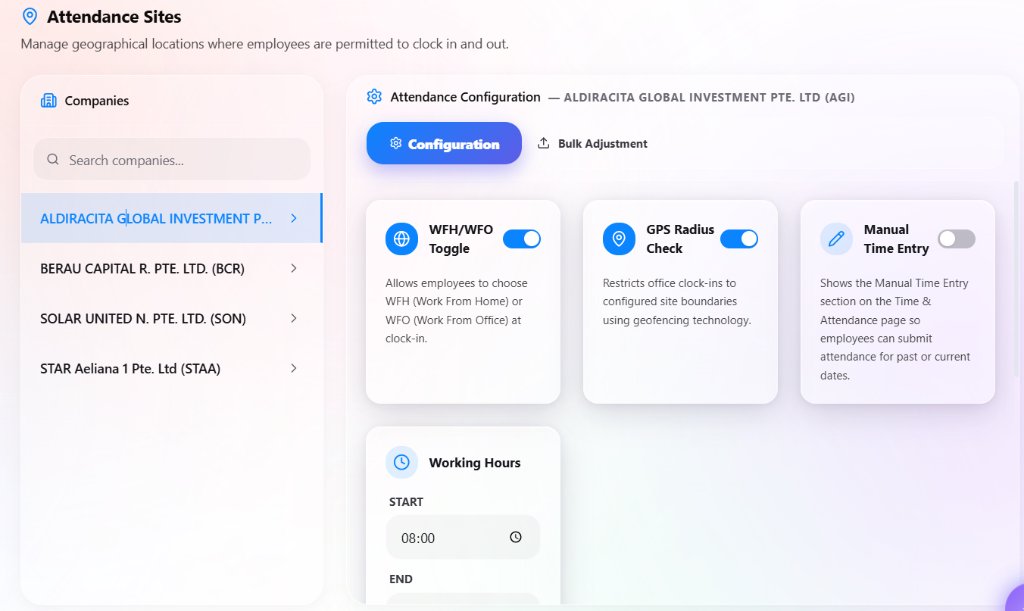 Attendance Sites
Manage geographical locations where employees are permitted to clock in and out.
Companies
Search companies...
ALDIRACITA GLOBAL INVESTMENT P...
BERAU CAPITAL R. PTE. LTD. (BCR)
SOLAR UNITED N. PTE. LTD. (SON)
STAR Aeliana 1 Pte. Ltd (STAA)
Attendance Configuration — ALDIRACITA GLOBAL INVESTMENT PTE. LTD (AGI)
Configuration
Bulk Adjustment
WFH/WFO
Toggle
Allows employees to choose
WFH (Work From Home) or
WFO (Work From Office) at
clock-in.
GPS Radius
Check
Restricts office clock-ins to
configured site boundaries
using geofencing technology.
Manual
Time Entry
Shows the Manual Time Entry
section on the Time &
Attendance page so
employees can submit
attendance for past or current
dates.
Working Hours
START
08:00
END